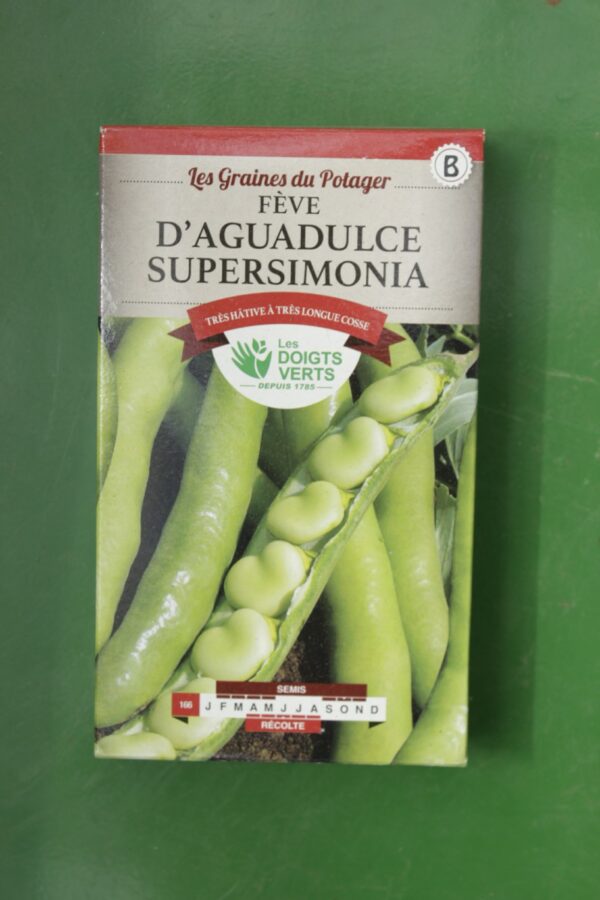 B
Les Graines du Potager
FÈVE
D'AGUADULCE
SUPERSIMONIA
TRÈS HÂTIVE À TRÈS LONGUE COSSE
Les
DOIGTS
VERTS
DEPUIS 1785
SEMIS
166 J F M A M J J A S O N D
RÉCOLTE